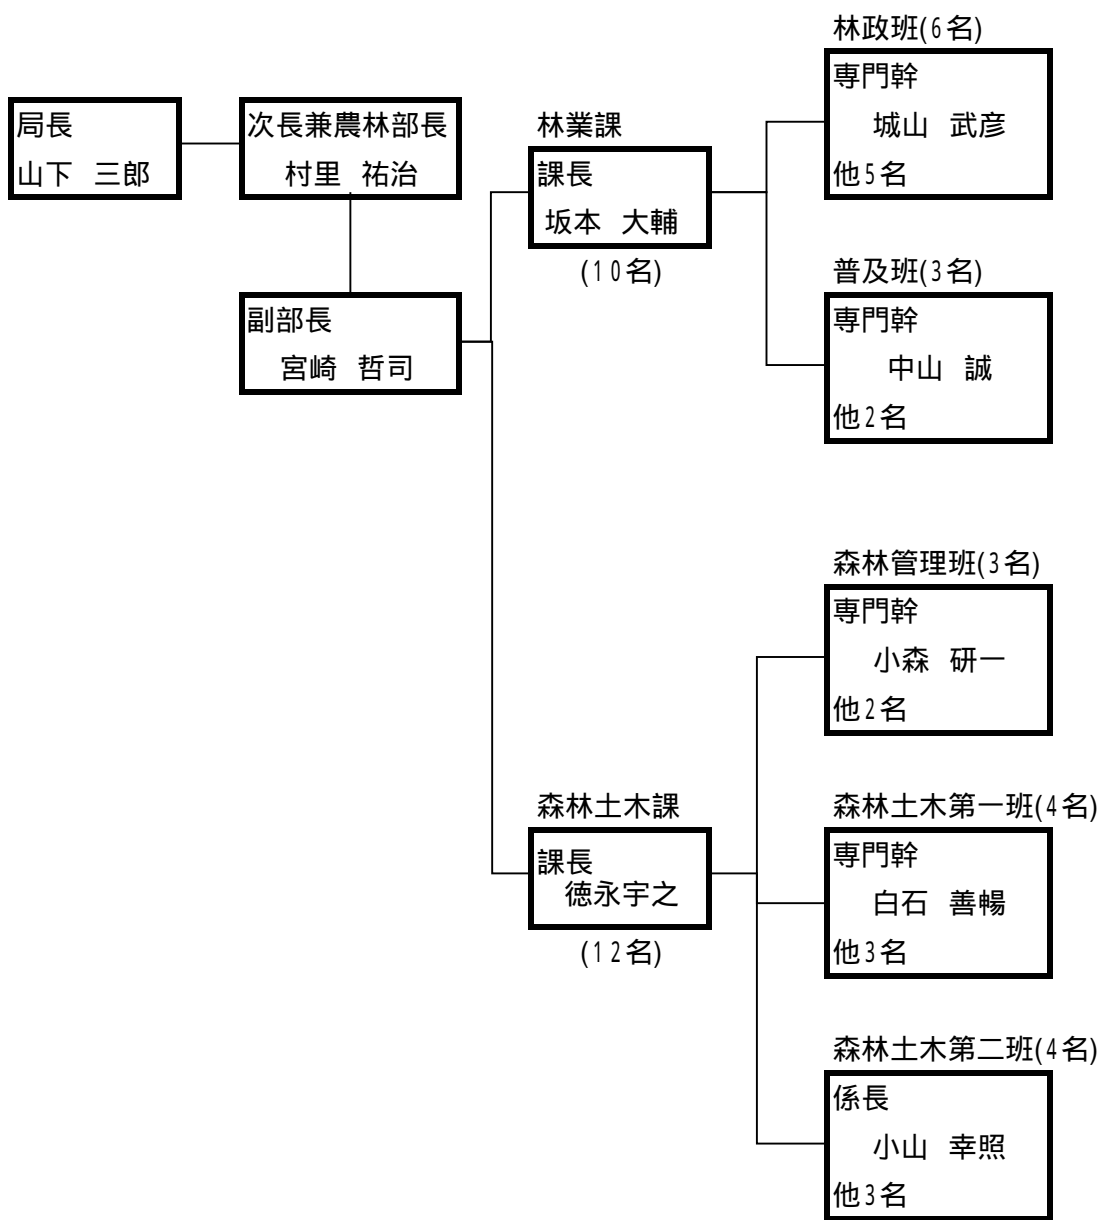 局長
山下 三郎
次長兼農林部長
村里 祐治
副部長
宮崎 哲司
林業課
課長
坂本 大輔
(10名)
林政班(6名)
専門幹
城山 武彦
他5名
普及班(3名)
専門幹
中山 誠
他2名
森林土木課
課長
徳永宇之
(12名)
森林管理班(3名)
専門幹
小森 研一
他2名
森林土木第一班(4名)
専門幹
白石 善暢
他3名
森林土木第二班(4名)
係長
小山 幸照
他3名